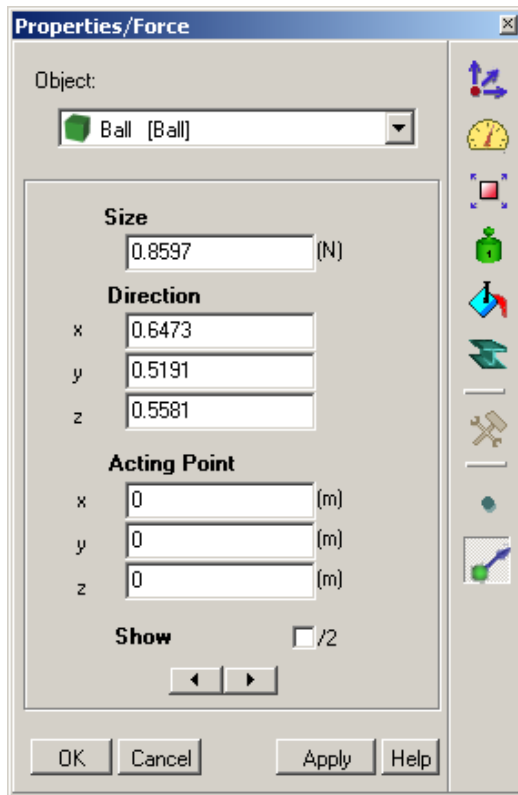 Properties/Force
Object:
Ball [Ball]
Size
0.8597 (N)
Direction
x 0.6473
y 0.5191
z 0.5581
Acting Point
x 0 (m)
y 0 (m)
z 0 (m)
Show /2
OK Cancel Apply Help
1